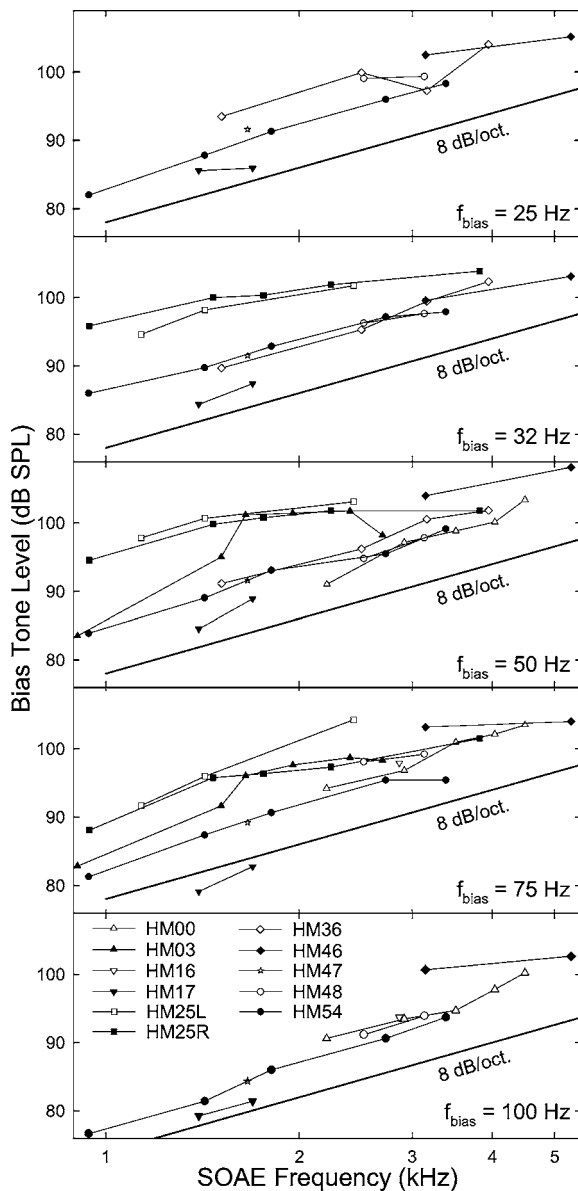 100
90
80
8 dB/oct.
f_bias = 25 Hz
100
90
80
8 dB/oct.
f_bias = 32 Hz
Bias Tone Level (dB SPL)
100
90
80
8 dB/oct.
f_bias = 50 Hz
100
90
80
8 dB/oct.
f_bias = 75 Hz
HM00 HM36
HM03 HM46
HM16 HM47
HM17 HM48
HM25L HM54
HM25R
100
90
80
8 dB/oct.
f_bias = 100 Hz
1 2 3 4 5
SOAE Frequency (kHz)